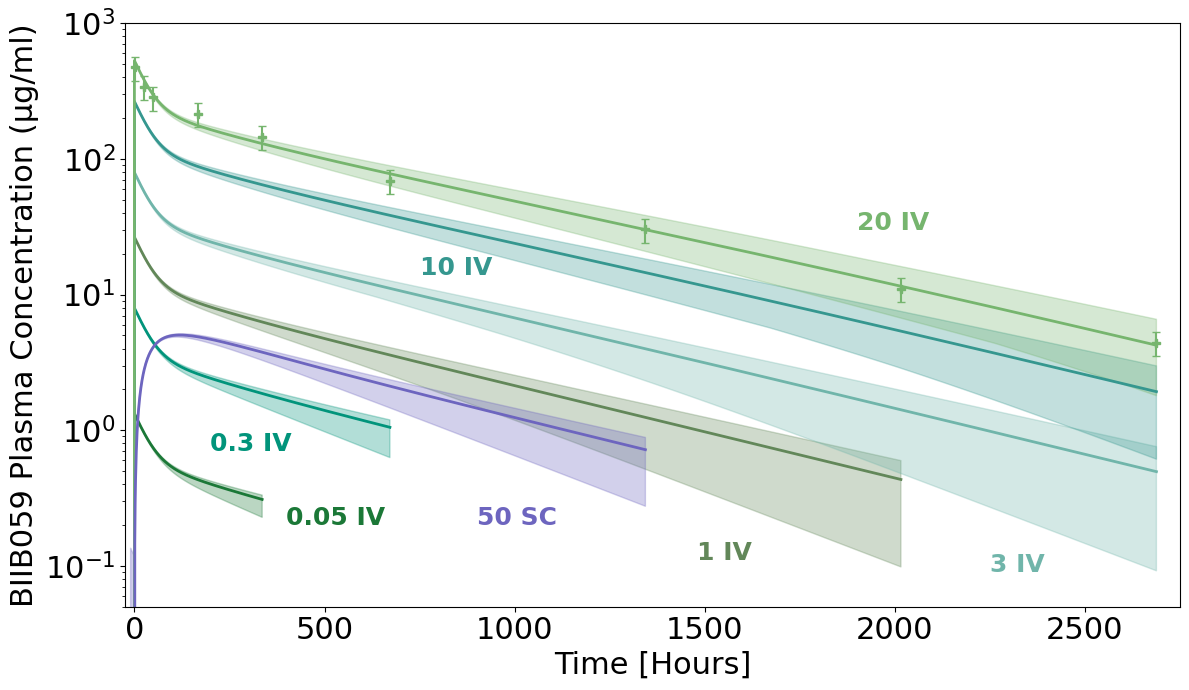 BIIB059 Plasma Concentration (µg/ml)
10³
10²
10¹
10⁰
10⁻¹
20 IV
10 IV
0.3 IV
0.05 IV
50 SC
1 IV
3 IV
0 500 1000 1500 2000 2500
Time [Hours]